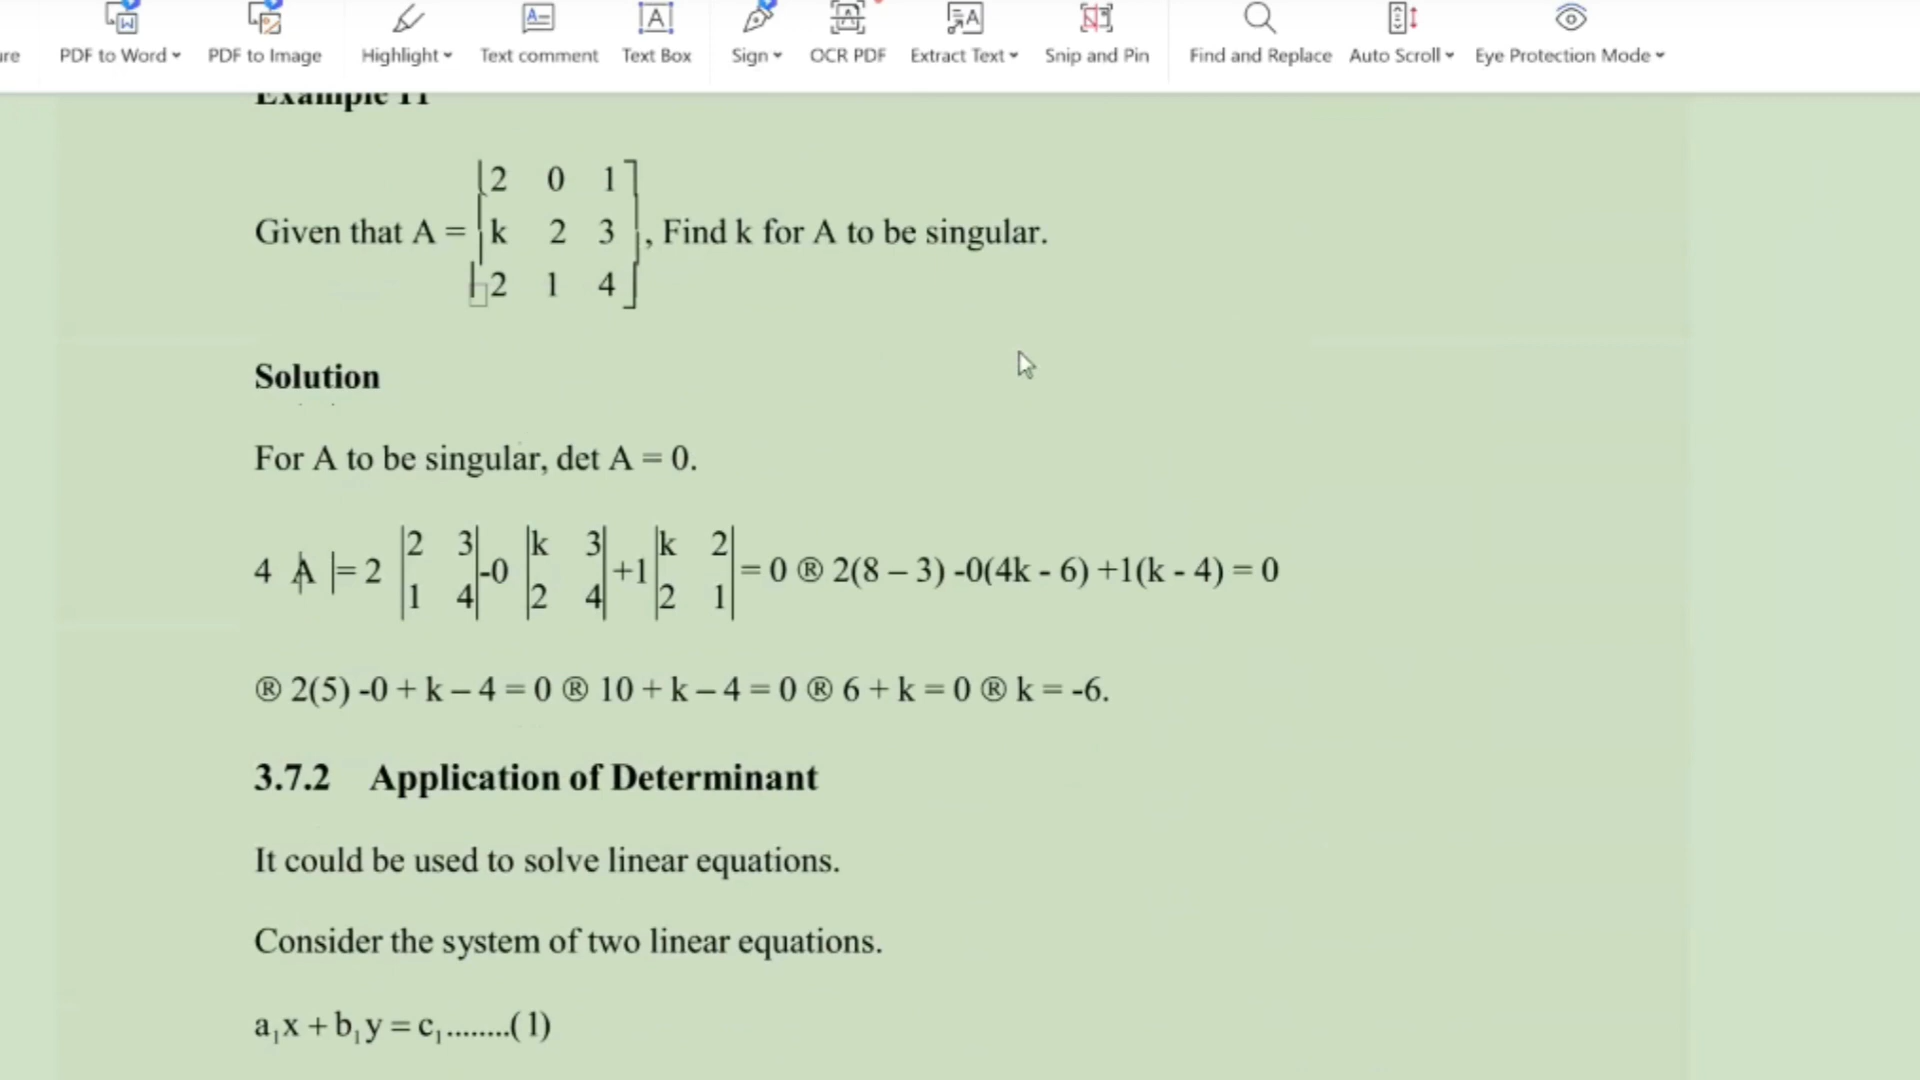 re PDF to Word PDF to Image Highlight Text comment Text Box Sign OCR PDF Extract Text Snip and Pin Find and Replace Auto Scroll Eye Protection Mode
Example 11
2 0 1
Given that A = k 2 3 , Find k for A to be singular.
2 1 4
Solution
For A to be singular, det A = 0.
4 |A |= 2 |2 3| -0 |k 3| +1 |k 2| = 0 ® 2(8 – 3) -0(4k - 6) +1(k - 4) = 0
|1 4| |2 4| |2 1|
® 2(5) -0 + k – 4 = 0 ® 10 + k – 4 = 0 ® 6 + k = 0 ® k = -6.
3.7.2 Application of Determinant
It could be used to solve linear equations.
Consider the system of two linear equations.
a₁x + b₁y = c₁........(1)